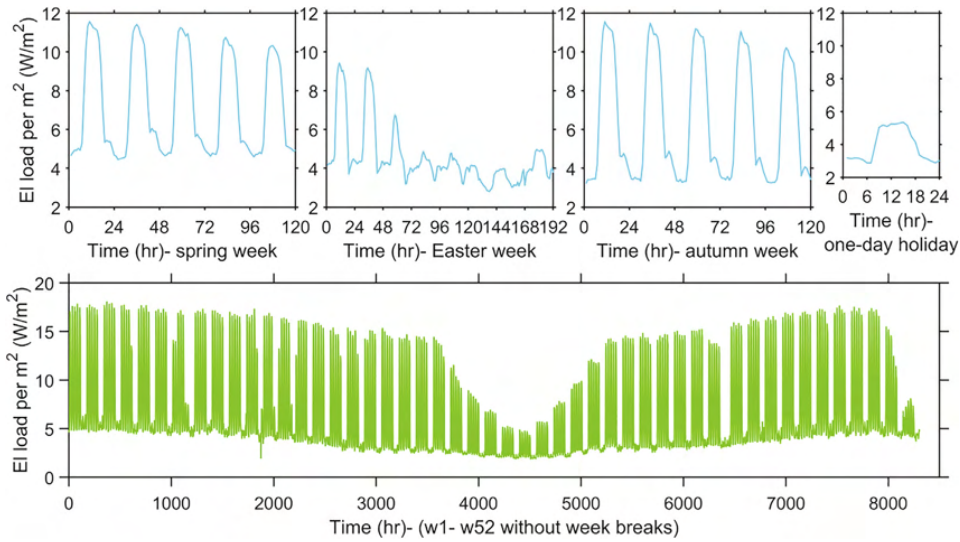 El load per m² (W/m²)
12 12 12 12
10 10 10 10
8 8 8 8
6 6 6 6
4 4 4 4
2 2 2 2
0 24 48 72 96 120 0 24 48 72 96 120144168192 0 24 48 72 96 120 0 6 12 18 24
Time (hr)- spring week Time (hr)- Easter week Time (hr)- autumn week Time (hr)-
one-day holiday
El load per m² (W/m²)
20
15
10
5
0
0 1000 2000 3000 4000 5000 6000 7000 8000
Time (hr)- (w1- w52 without week breaks)